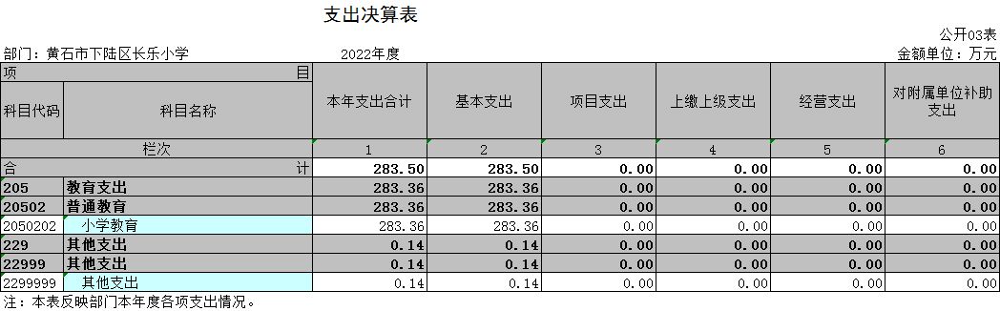 支出决算表
公开03表
部门：黄石市下陆区长乐小学 2022年度 金额单位：万元
项 目 本年支出合计 基本支出 项目支出 上缴上级支出 经营支出 对附属单位补助支出
科目代码 科目名称
栏次 1 2 3 4 5 6
合 计 283.50 283.50 0.00 0.00 0.00 0.00
205 教育支出 283.36 283.36 0.00 0.00 0.00 0.00
20502 普通教育 283.36 283.36 0.00 0.00 0.00 0.00
2050202 小学教育 283.36 283.36 0.00 0.00 0.00 0.00
229 其他支出 0.14 0.14 0.00 0.00 0.00 0.00
22999 其他支出 0.14 0.14 0.00 0.00 0.00 0.00
2299999 其他支出 0.14 0.14 0.00 0.00 0.00 0.00
注：本表反映部门本年度各项支出情况。